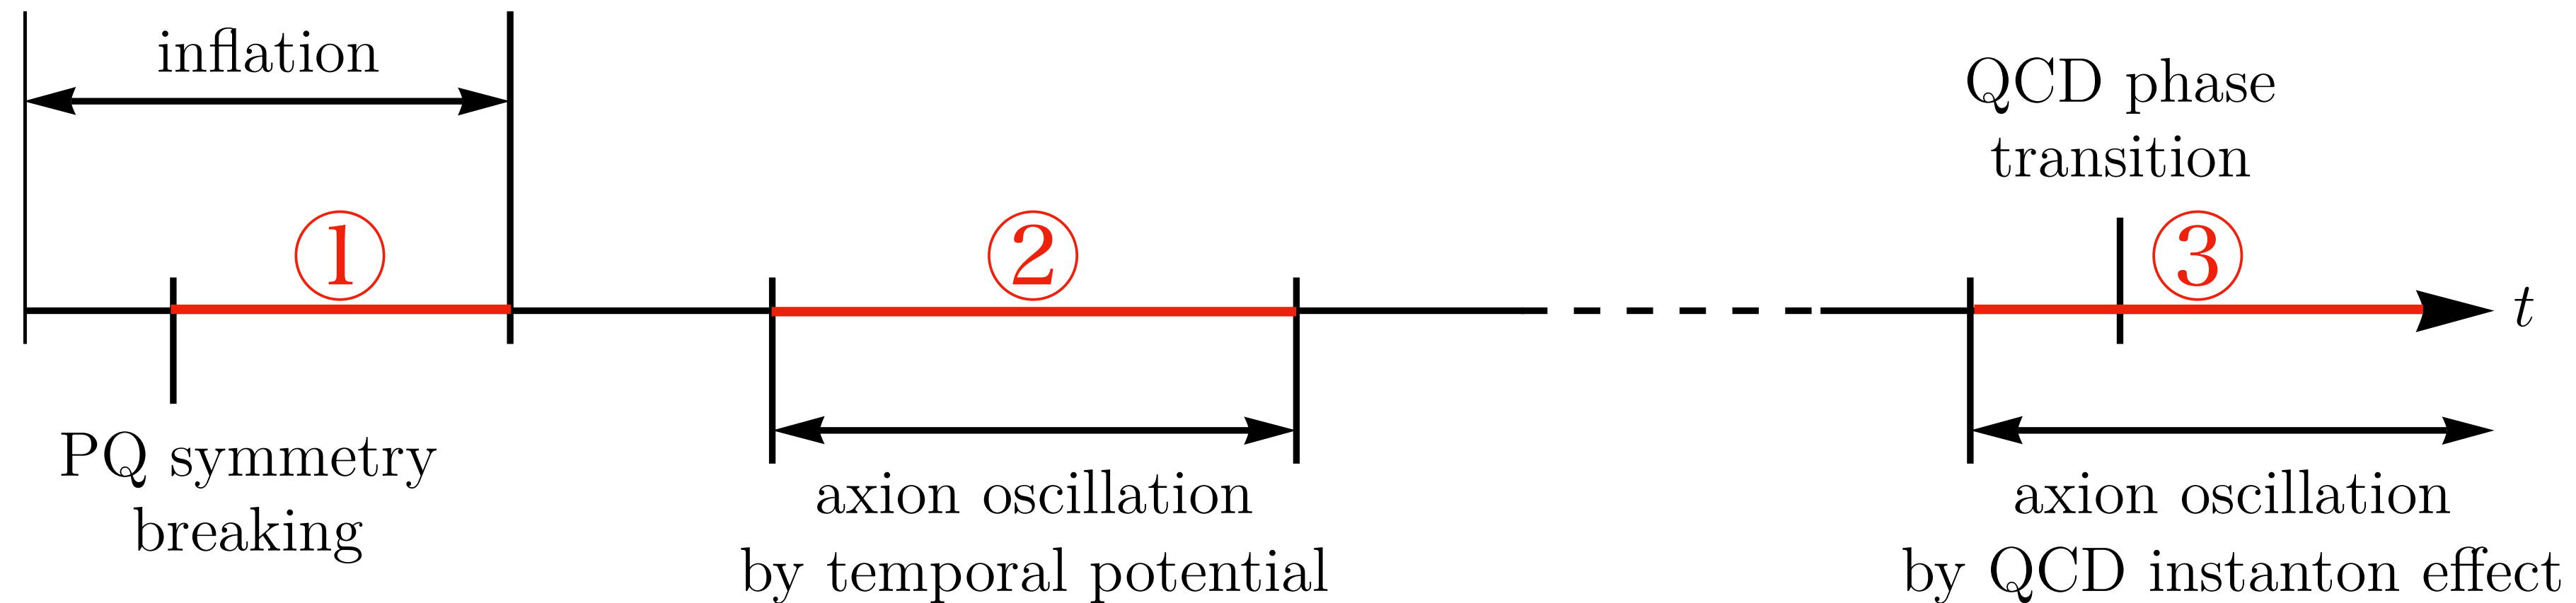 inflation
QCD phase
transition
①
②
③
t
PQ symmetry
breaking
axion oscillation
by temporal potential
axion oscillation
by QCD instanton effect